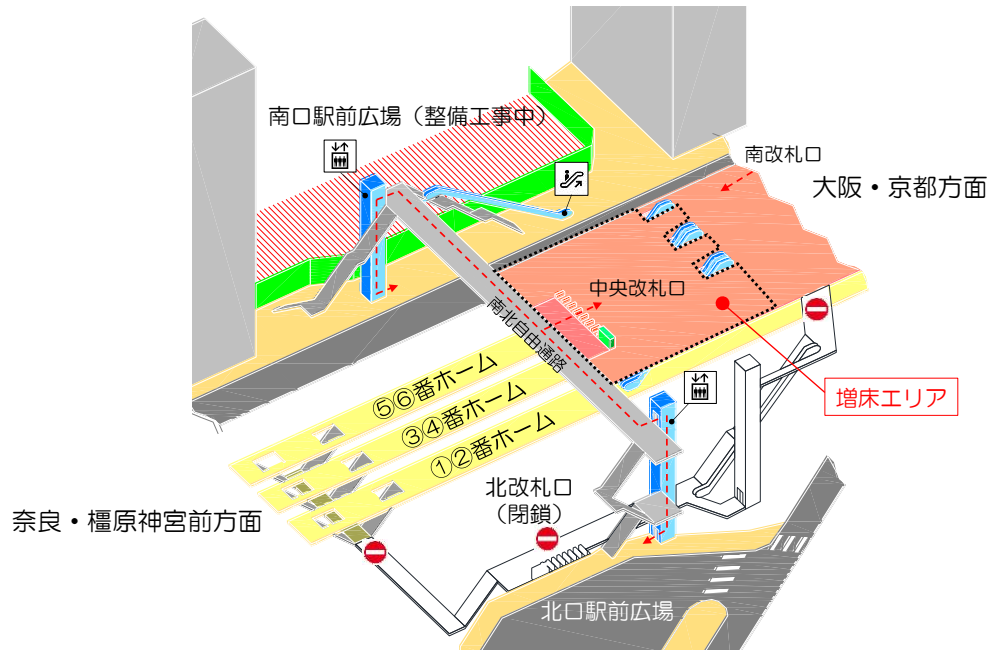 南口駅前広場（整備工事中）
南改札口
大阪・京都方面
中央改札口
南北自由通路
⑤⑥番ホーム
③④番ホーム
①②番ホーム
増床エリア
奈良・橿原神宮前方面
北改札口
（閉鎖）
北口駅前広場